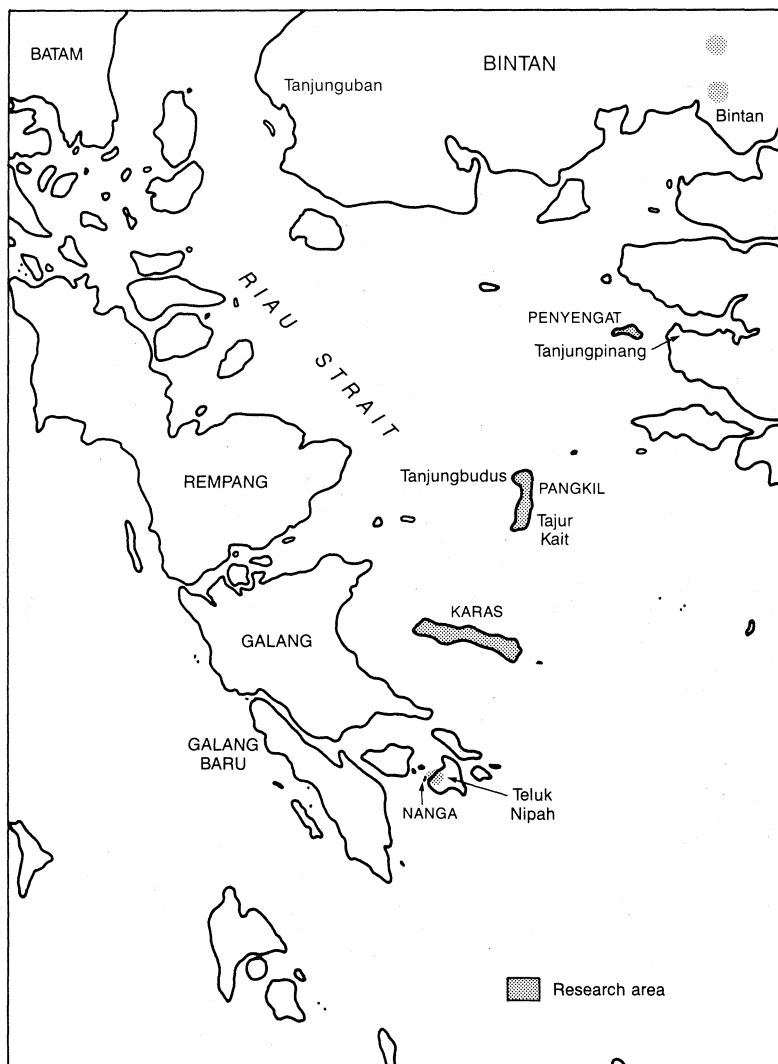 BATAM
BINTAN
Tanjunguban
Bintan
RIAU STRAIT
PENYENGAT
Tanjungpinang
Tanjungbudus
PANGKIL
REMPANG
Tajur
Kait
KARAS
GALANG
GALANG
BARU
Teluk
Nipah
NANGA
Research area